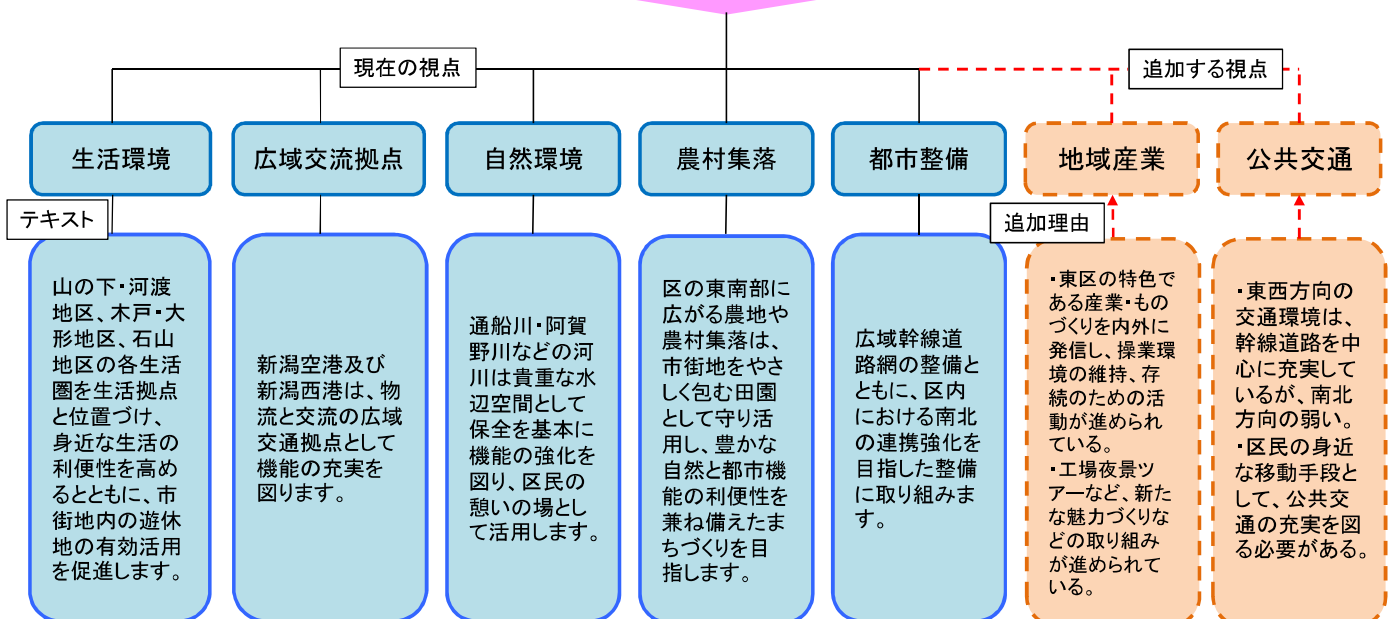 現在の視点
追加する視点
生活環境
広域交流拠点
自然環境
農村集落
都市整備
地域産業
公共交通
テキスト
追加理由
山の下・河渡
地区、木戸・大
形地区、石山
地区の各生活
圏を生活拠点
と位置づけ、
身近な生活の
利便性を高め
るとともに、市
街地内の遊休
地の有効活用
を促進します。
新潟空港及び
新潟西港は、物
流と交流の広域
交通拠点として
機能の充実を
図ります。
通船川・阿賀
野川などの河
川は貴重な水
辺空間として
保全を基本に
機能の強化を
図り、区民の
憩いの場とし
て活用します。
区の東南部に
広がる農地や
農村集落は、
市街地をやさ
しく包む田園
として守り活
用し、豊かな
自然と都市機
能の利便性を
兼ね備えたま
ちづくりを目
指します。
広域幹線道
路網の整備と
ともに、区内
における南北
の連携強化を
目指した整備
に取り組みま
す。
・東区の特色で
ある産業・もの
づくりを内外に
発信し、操業環
境の維持、存
続のための活
動が進められ
ている。
・工場夜景ツ
アーなど、新た
な魅力づくりな
どの取り組み
が進められて
いる。
・東西方向の
交通環境は、
幹線道路を中
心に充実して
いるが、南北
方向の弱い。
・区民の身近
な移動手段と
して、公共交
通の充実を図
る必要がある。